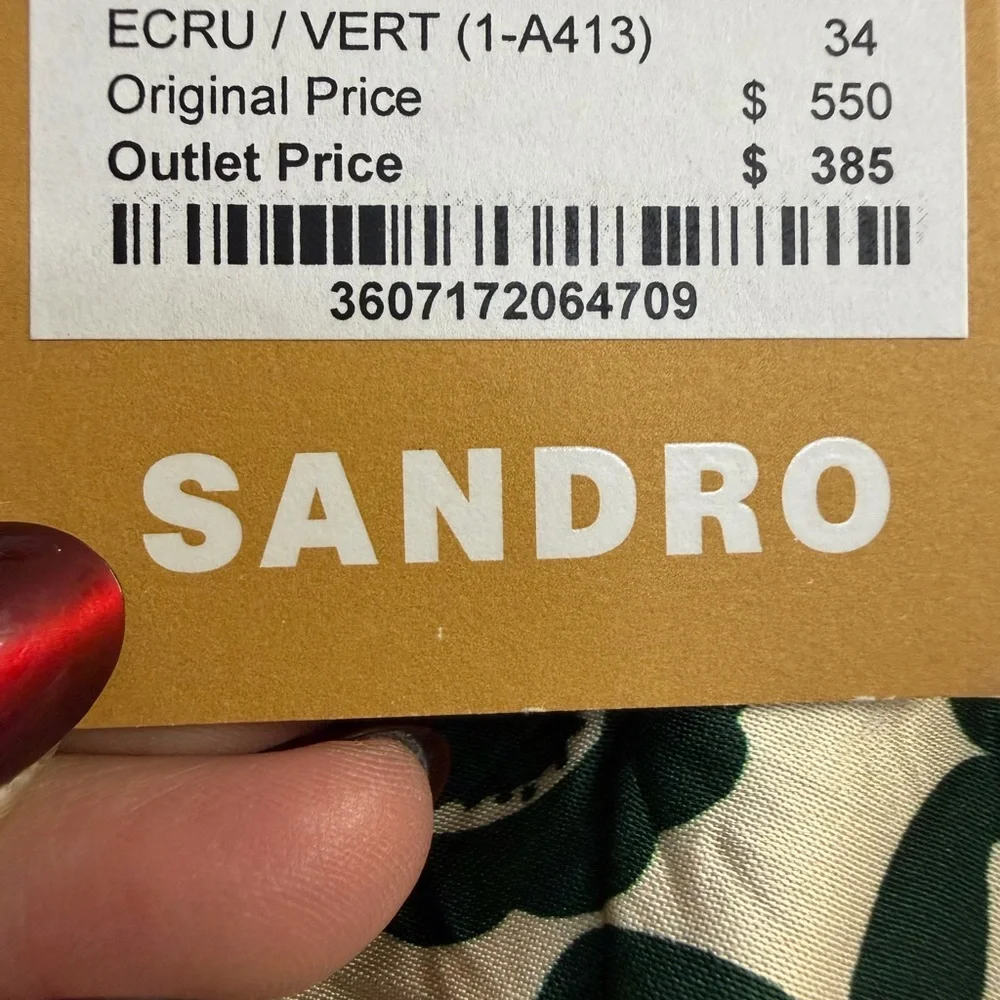 ECRU / VERT (1-A413) 34
Original Price $ 550
Outlet Price $ 385
3607172064709
SANDRO